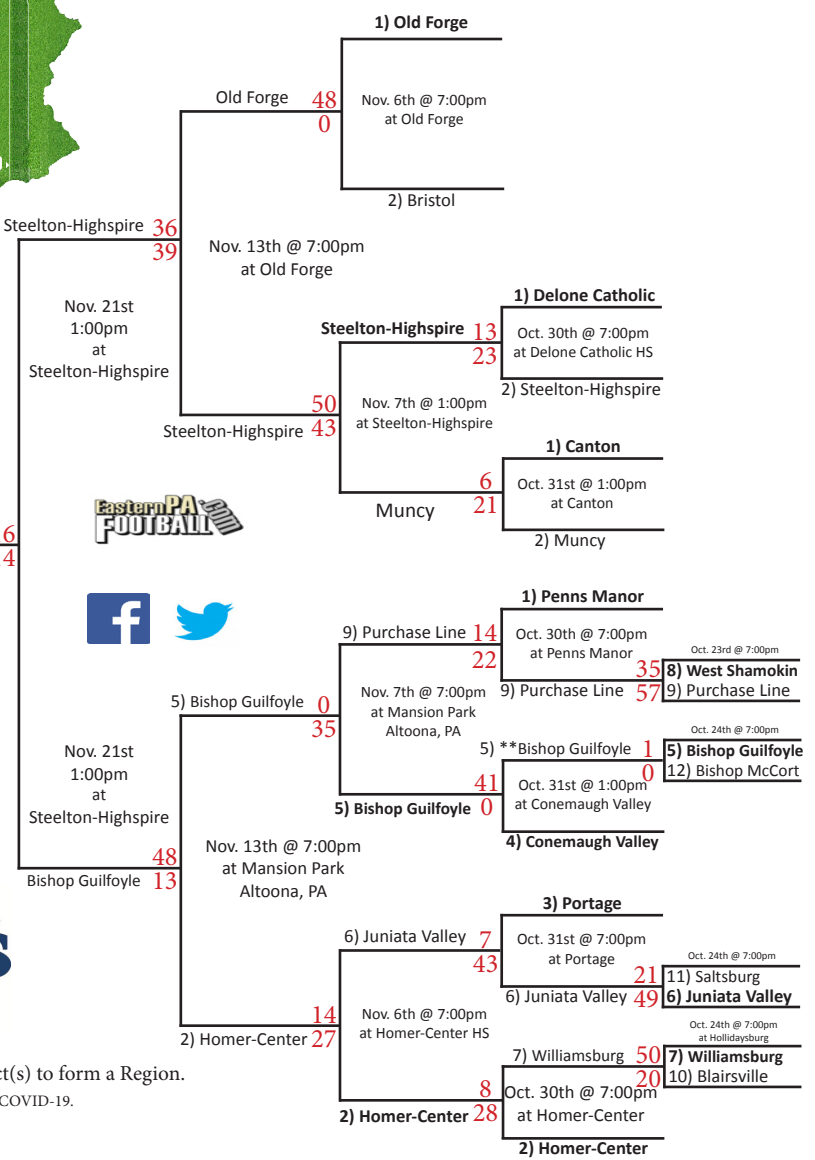 1) Old Forge
Old Forge 48
0
Nov. 6th @ 7:00pm
at Old Forge
2) Bristol
Steelton-Highspire 36
39
Nov. 13th @ 7:00pm
at Old Forge
Nov. 21st
1:00pm
at
Steelton-Highspire
1) Delone Catholic
Steelton-Highspire 13
23
Oct. 30th @ 7:00pm
at Delone Catholic HS
2) Steelton-Highspire
50
Steelton-Highspire 43
Nov. 7th @ 1:00pm
at Steelton-Highspire
1) Canton
6
21
Oct. 31st @ 1:00pm
at Canton
Muncy
2) Muncy
EasternPA
FOOTBALL
.com
6
4
1) Penns Manor
9) Purchase Line 14
22
Oct. 30th @ 7:00pm
at Penns Manor
9) Purchase Line
Oct. 23rd @ 7:00pm
35 8) West Shamokin
57 9) Purchase Line
5) Bishop Guilfoyle 0
35
Nov. 7th @ 7:00pm
at Mansion Park
Altoona, PA
5) **Bishop Guilfoyle
Oct. 24th @ 7:00pm
1 5) Bishop Guilfoyle
0 12) Bishop McCort
41
5) Bishop Guilfoyle 0
Oct. 31st @ 1:00pm
at Conemaugh Valley
4) Conemaugh Valley
Nov. 21st
1:00pm
at
Steelton-Highspire
48
Bishop Guilfoyle 13
Nov. 13th @ 7:00pm
at Mansion Park
Altoona, PA
3) Portage
6) Juniata Valley 7
43
Oct. 31st @ 7:00pm
at Portage
6) Juniata Valley
Oct. 24th @ 7:00pm
21 11) Saltsburg
49 6) Juniata Valley
14
2) Homer-Center 27
Nov. 6th @ 7:00pm
at Homer-Center HS
7) Williamsburg
Oct. 24th @ 7:00pm
at Hollidaysburg
50 7) Williamsburg
20 10) Blairsville
8
2) Homer-Center 28
Oct. 30th @ 7:00pm
at Homer-Center
2) Homer-Center
S
ct(s) to form a Region.
COVID-19.